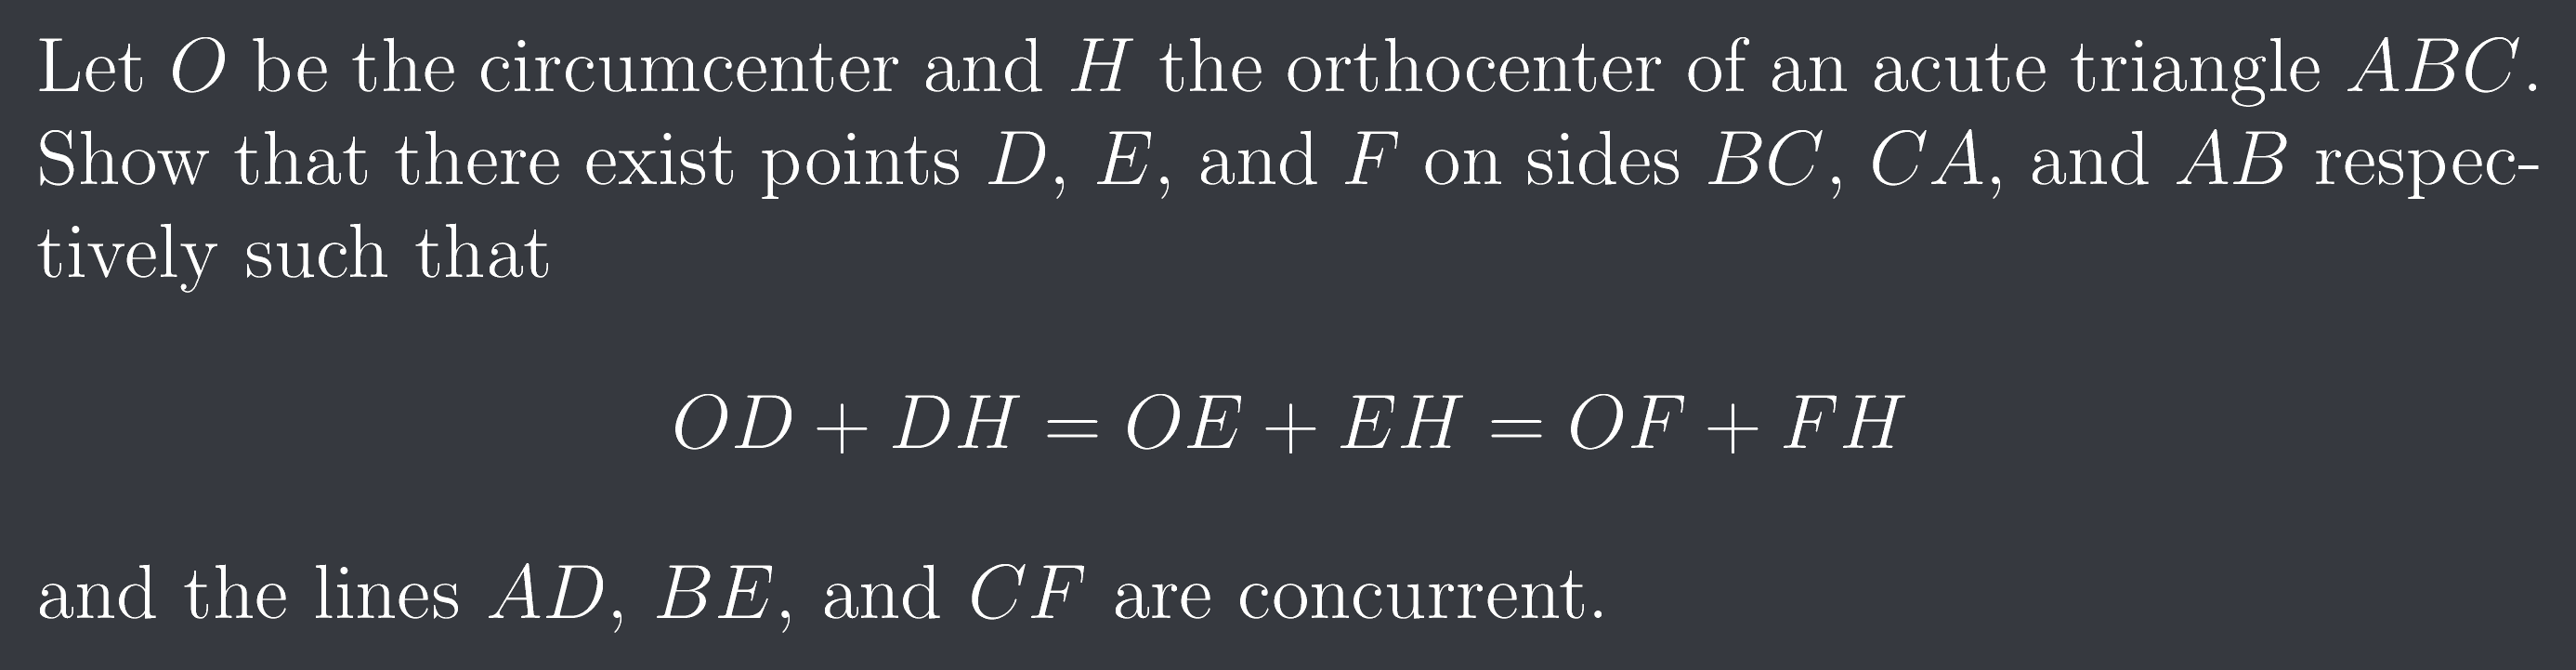 Let O be the circumcenter and H the orthocenter of an acute triangle ABC.
Show that there exist points D, E, and F on sides BC, CA, and AB respec-
tively such that
OD + DH = OE + EH = OF + FH
and the lines AD, BE, and CF are concurrent.